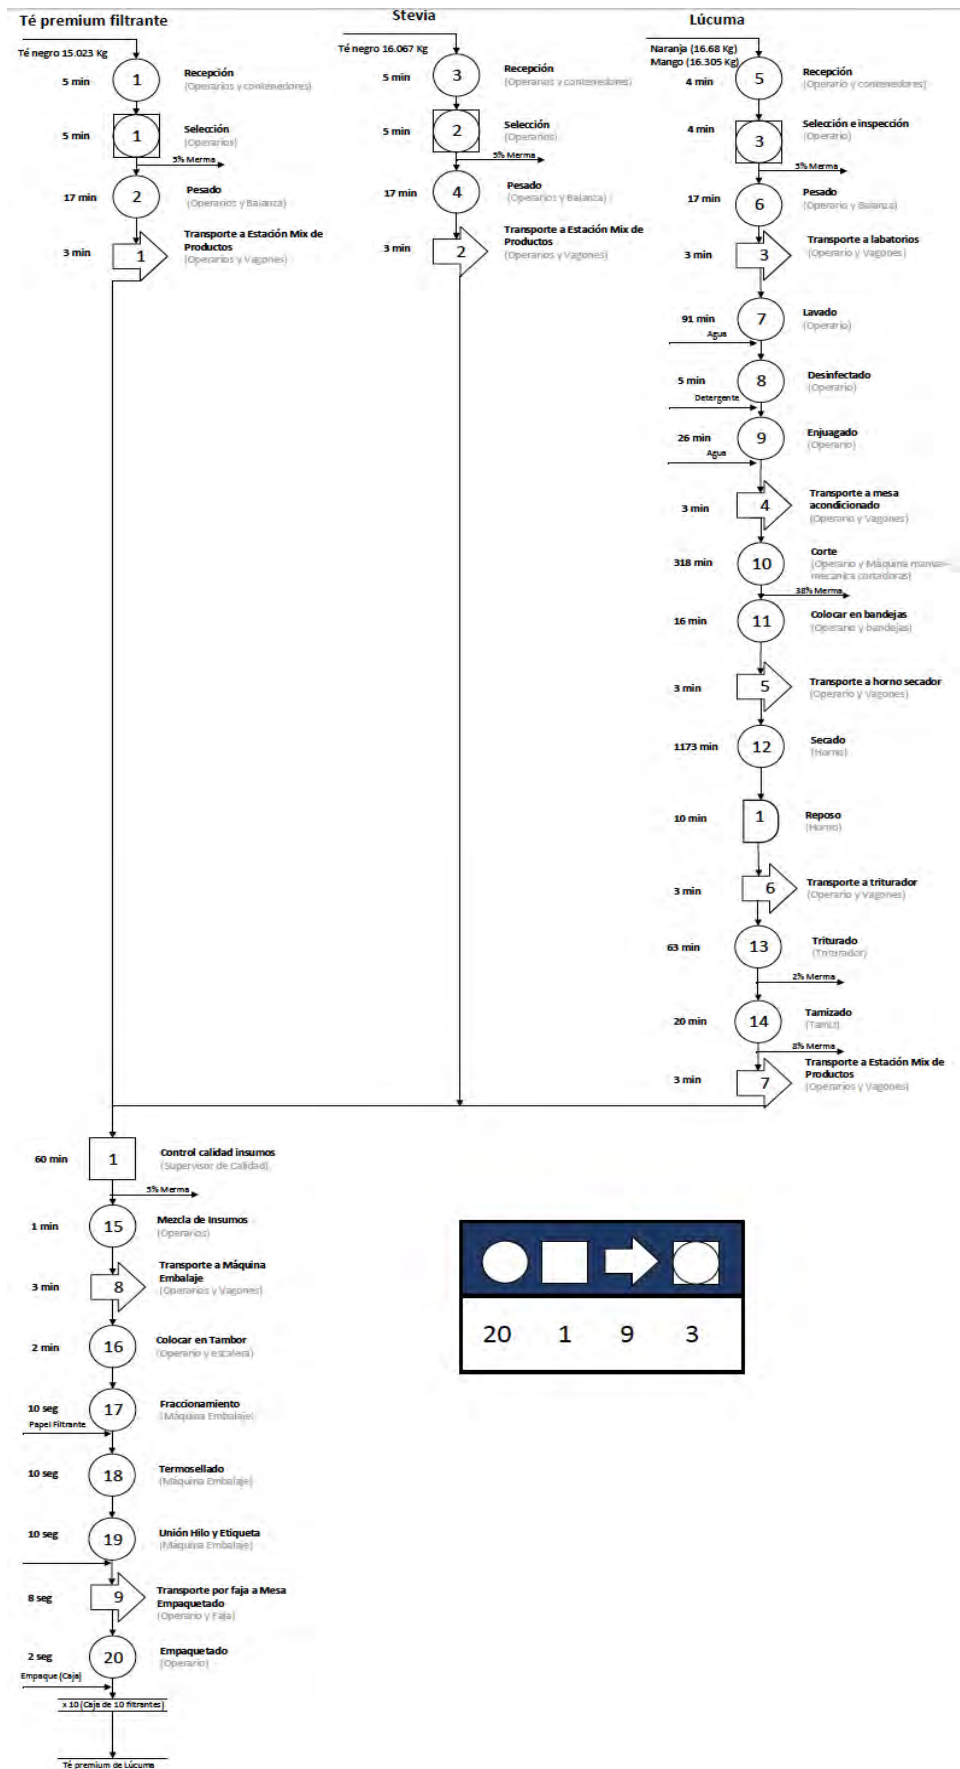 Té premium filtrante
Té negro 15.023 Kg
5 min
1
Recepción
(Operarios y contenedores)
5 min
1
Selección
(Operarios)
5% Merma
17 min
2
Pesado
(Operarios y Balanza)
3 min
1
Transporte a Estación Mix de
Productos
(Operarios y Vagones)
Stevia
Té negro 16.067 Kg
5 min
3
Recepción
(Operarios y contenedores)
5 min
2
Selección
(Operarios)
5% Merma
17 min
4
Pesado
(Operarios y Balanza)
3 min
2
Transporte a Estación Mix de
Productos
(Operarios y Vagones)
Lúcuma
Naranja (16.68 Kg)
Mango (16.305 Kg)
4 min
5
Recepción
(Operario y contenedores)
4 min
3
Selección e inspección
(Operario)
5% Merma
17 min
6
Pesado
(Operario y Balanza)
3 min
3
Transporte a labatorios
(Operario y Vagones)
91 min
7
Lavado
(Operario)
Agua
5 min
8
Desinfectado
(Operario)
Detergente
26 min
9
Enjuagado
(Operario)
Agua
3 min
4
Transporte a mesa
acondicionado
(Operario y Vagones)
318 min
10
Corte
(Operario y Máquina manual-
mecánica cortadoras)
38% Merma
16 min
11
Colocar en bandejas
(Operario y bandejas)
3 min
5
Transporte a horno secador
(Operario y Vagones)
1173 min
12
Secado
(Horno)
10 min
1
Reposo
(Horno)
3 min
6
Transporte a triturador
(Operario y Vagones)
63 min
13
Triturado
(Triturador)
2% Merma
20 min
14
Tamizado
(Tamiz)
8% Merma
3 min
7
Transporte a Estación Mix de
Productos
(Operarios y Vagones)
60 min
1
Control calidad insumos
(Supervisor de Calidad)
5% Merma
1 min
15
Mezcla de Insumos
(Operarios)
3 min
8
Transporte a Máquina
Embalaje
(Operarios y Vagones)
2 min
16
Colocar en Tambor
(Operario y escalera)
10 seg
17
Fraccionamiento
(Máquina Embalaje)
Papel Filtrante
10 seg
18
Termosellado
(Máquina Embalaje)
10 seg
19
Unión Hilo y Etiqueta
(Máquina Embalaje)
8 seg
9
Transporte por faja a Mesa
Empaquetado
(Operario y Faja)
2 seg
20
Empaquetado
(Operario)
Empaque (Caja)
x 10 (Caja de 10 filtrantes)
Té premium de Lúcuma
20 1 9 3